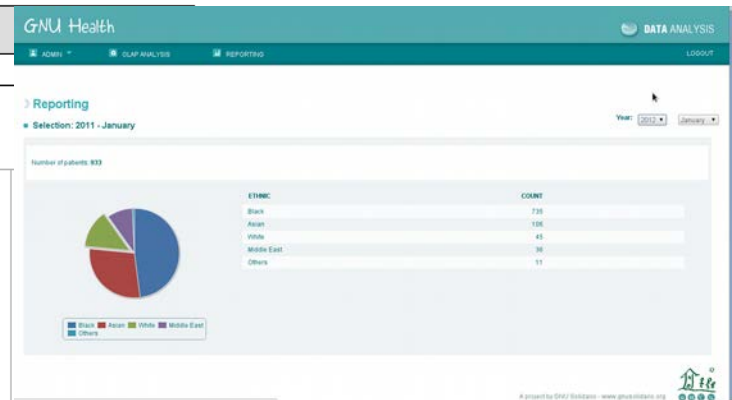 GNU Health
DATA ANALYSIS
ADMIN OLAP ANALYSIS REPORTING LOGOUT
Reporting
Selection: 2011 - January
Year: 2012 January
Number of patients: 933
ETHNIC COUNT
Black 735
Asian 106
White 45
Middle East 36
Others 11
Black Asian White Middle East
Others
A project by GNU Solidario - www.gnusolidario.org